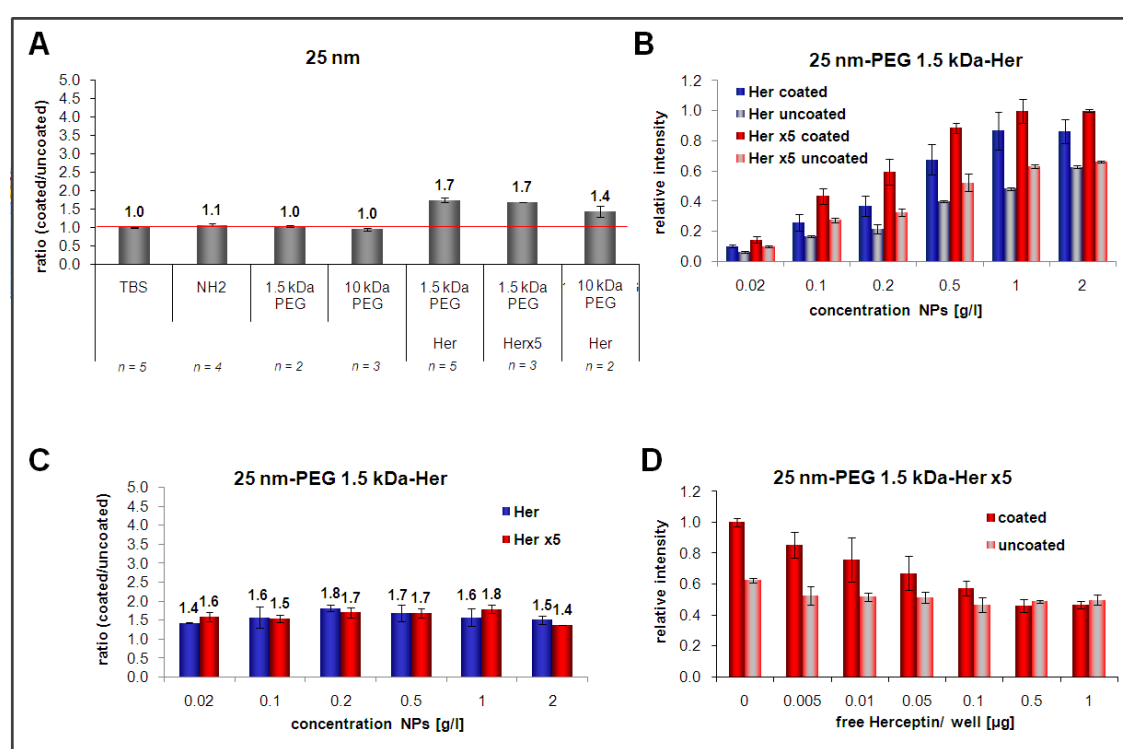 A
25 nm
ratio (coated/uncoated)
5.0
4.5
4.0
3.5
3.0
2.5
2.0
1.5
1.0
0.5
0.0
1.0 1.1 1.0 1.0 1.7 1.7 1.4
TBS NH2 1.5 kDa PEG 10 kDa PEG 1.5 kDa PEG 1.5 kDa PEG 10 kDa PEG
Her Herx5 Her
n = 5 n = 4 n = 2 n = 3 n = 5 n = 3 n = 2
B
25 nm-PEG 1.5 kDa-Her
relative intensity
1.2
1.0
0.8
0.6
0.4
0.2
0.0
Her coated
Her uncoated
Her x5 coated
Her x5 uncoated
0.02 0.1 0.2 0.5 1 2
concentration NPs [g/l]
C
25 nm-PEG 1.5 kDa-Her
ratio (coated/uncoated)
5.0
4.5
4.0
3.5
3.0
2.5
2.0
1.5
1.0
0.5
0.0
Her
Her x5
1.4 1.6 1.6 1.5 1.8 1.7 1.7 1.7 1.6 1.8 1.5 1.4
0.02 0.1 0.2 0.5 1 2
concentration NPs [g/l]
D
25 nm-PEG 1.5 kDa-Her x5
relative intensity
1.2
1.0
0.8
0.6
0.4
0.2
0.0
coated
uncoated
0 0.005 0.01 0.05 0.1 0.5 1
free Herceptin/ well [µg]